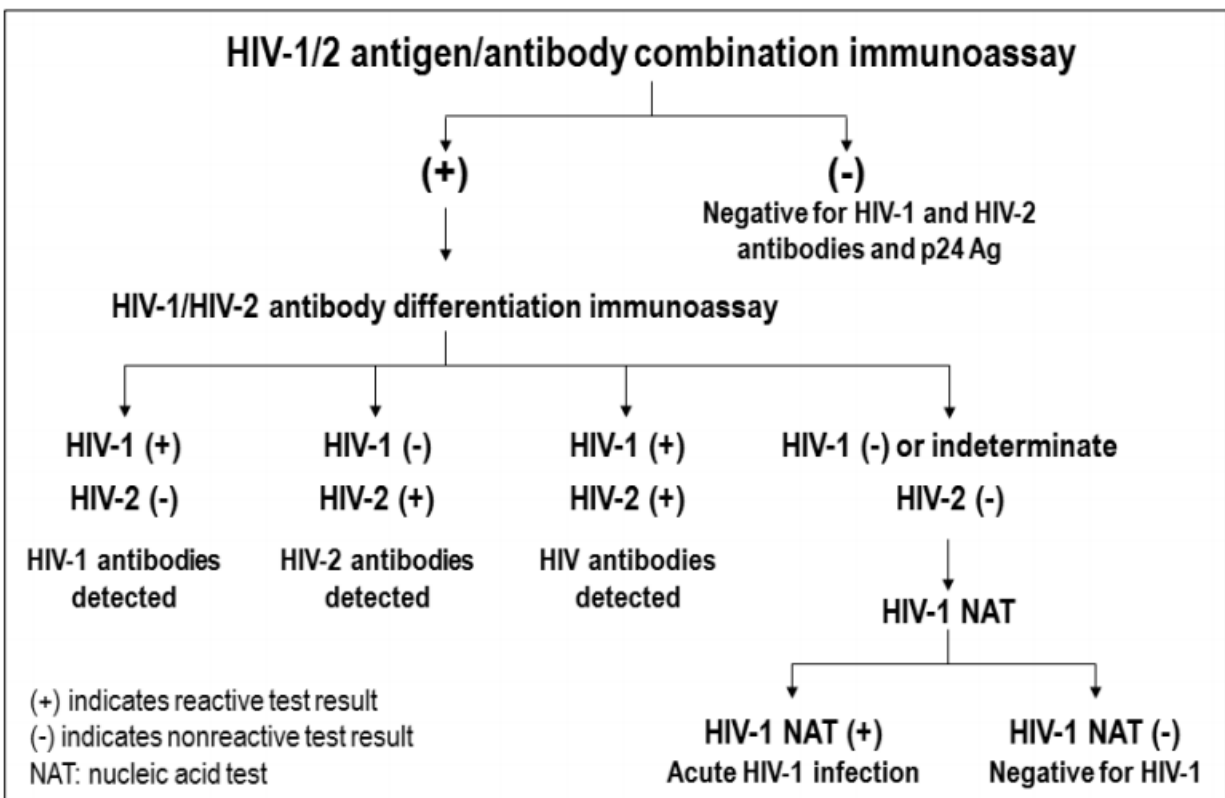 HIV-1/2 antigen/antibody combination immunoassay
(+)
(-)
Negative for HIV-1 and HIV-2
antibodies and p24 Ag
HIV-1/HIV-2 antibody differentiation immunoassay
HIV-1 (+)
HIV-2 (-)
HIV-1 antibodies
detected
HIV-1 (-)
HIV-2 (+)
HIV-2 antibodies
detected
HIV-1 (+)
HIV-2 (+)
HIV antibodies
detected
HIV-1 (-) or indeterminate
HIV-2 (-)
HIV-1 NAT
HIV-1 NAT (+)
Acute HIV-1 infection
HIV-1 NAT (-)
Negative for HIV-1
(+) indicates reactive test result
(-) indicates nonreactive test result
NAT: nucleic acid test